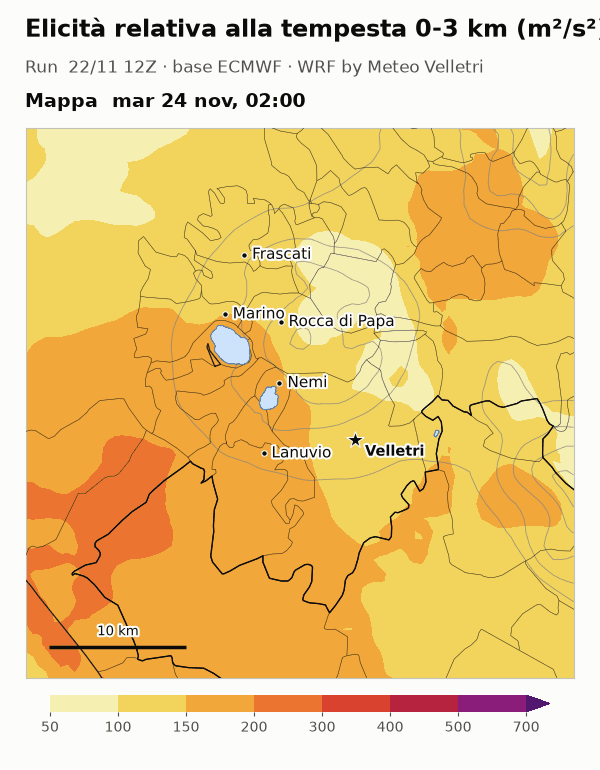 Elicità relativa alla tempesta 0-3 km (m²/s²)
Run 22/11 12Z · base ECMWF · WRF by Meteo Velletri
Mappa mar 24 nov, 02:00
Frascati
Marino
Rocca di Papa
Nemi
Velletri
Lanuvio
10 km
50 100 150 200 300 400 500 700